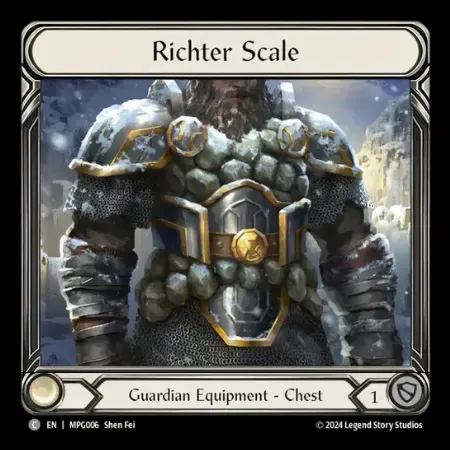 Richter Scale
Guardian Equipment - Chest
1
C EN | MPG006 Shen Fei
© 2024 Legend Story Studios